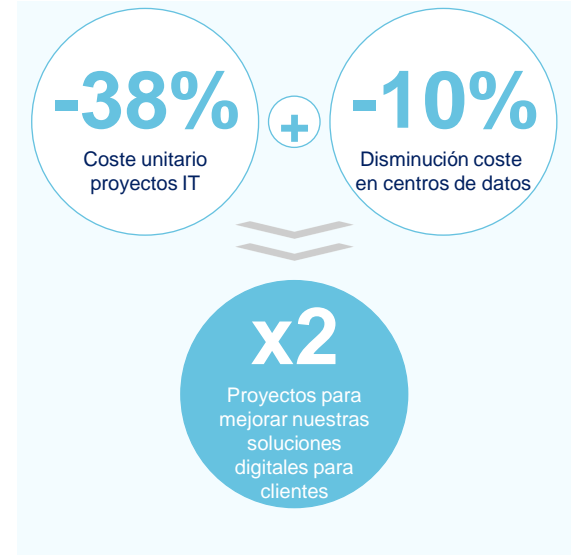 -38%
Coste unitario
proyectos IT
+
-10%
Disminución coste
en centros de datos
x2
Proyectos para
mejorar nuestras
soluciones
digitales para
clientes